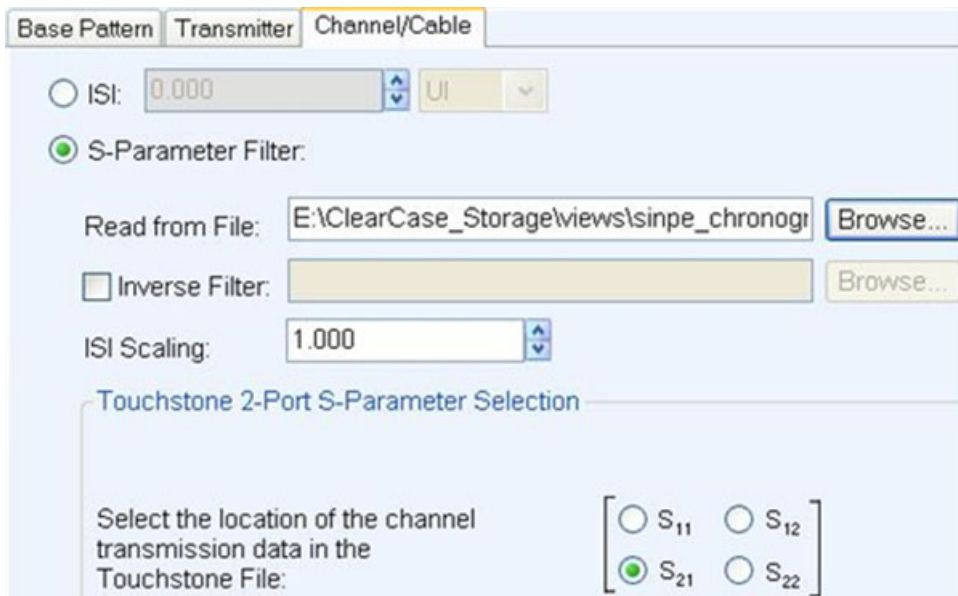 Base Pattern Transmitter Channel/Cable
ISI: 0.000 UI
S-Parameter Filter:
Read from File: E:\ClearCase_Storage\views\sinpe_chronogr Browse...
Inverse Filter: Browse...
ISI Scaling: 1.000
Touchstone 2-Port S-Parameter Selection
Select the location of the channel
transmission data in the
Touchstone File:
S11 S12
S21 S22